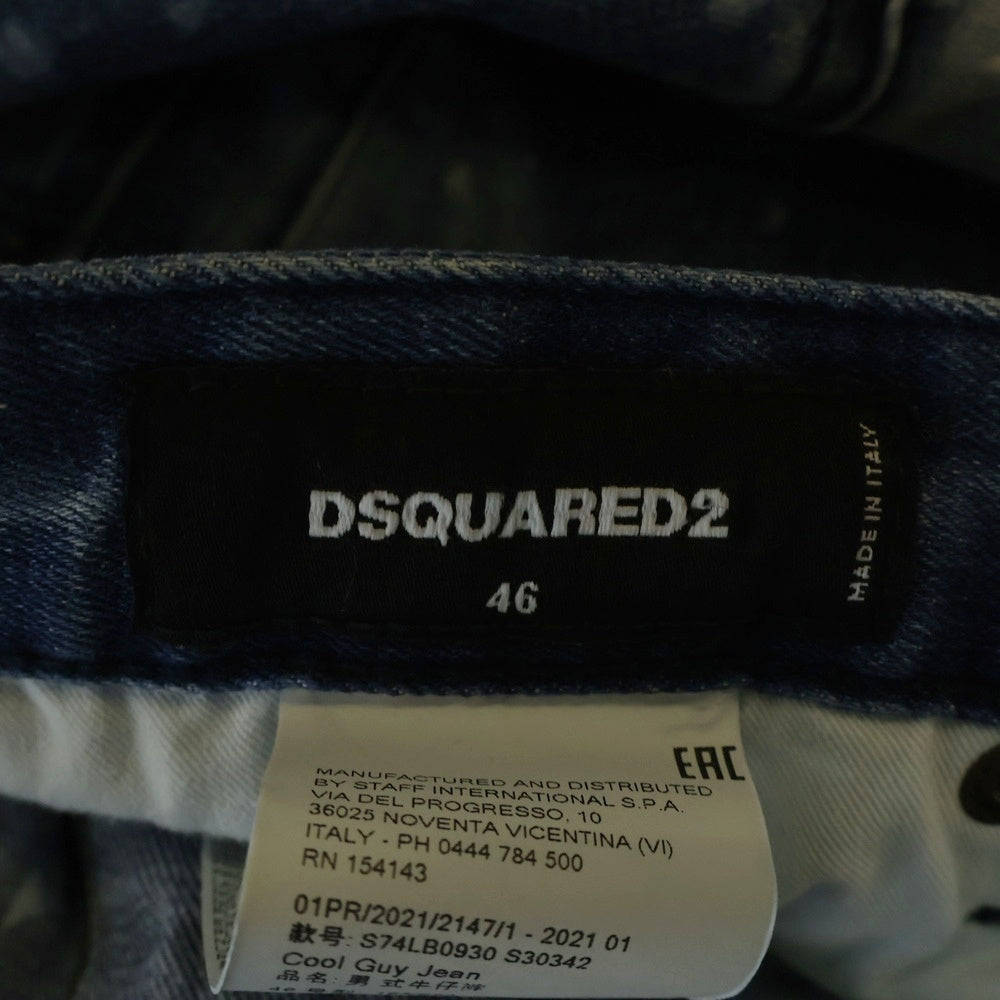 DSQUARED2
46
MADE IN ITALY
EAC
MANUFACTURED AND DISTRIBUTED
BY STAFF INTERNATIONAL S.P.A.
VIA DEL PROGRESSO, 10
36025 NOVENTA VICENTINA (VI)
ITALY - PH 0444 784 500
RN 154143
01PR/2021/2147/1 - 2021 01
款号: S74LB0930 S30342
Cool Guy Jean
品名: 男式牛仔裤